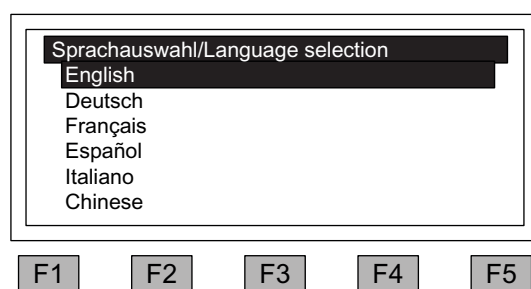 Sprachauswahl/Language selection
English
Deutsch
Français
Español
Italiano
Chinese
F1 F2 F3 F4 F5